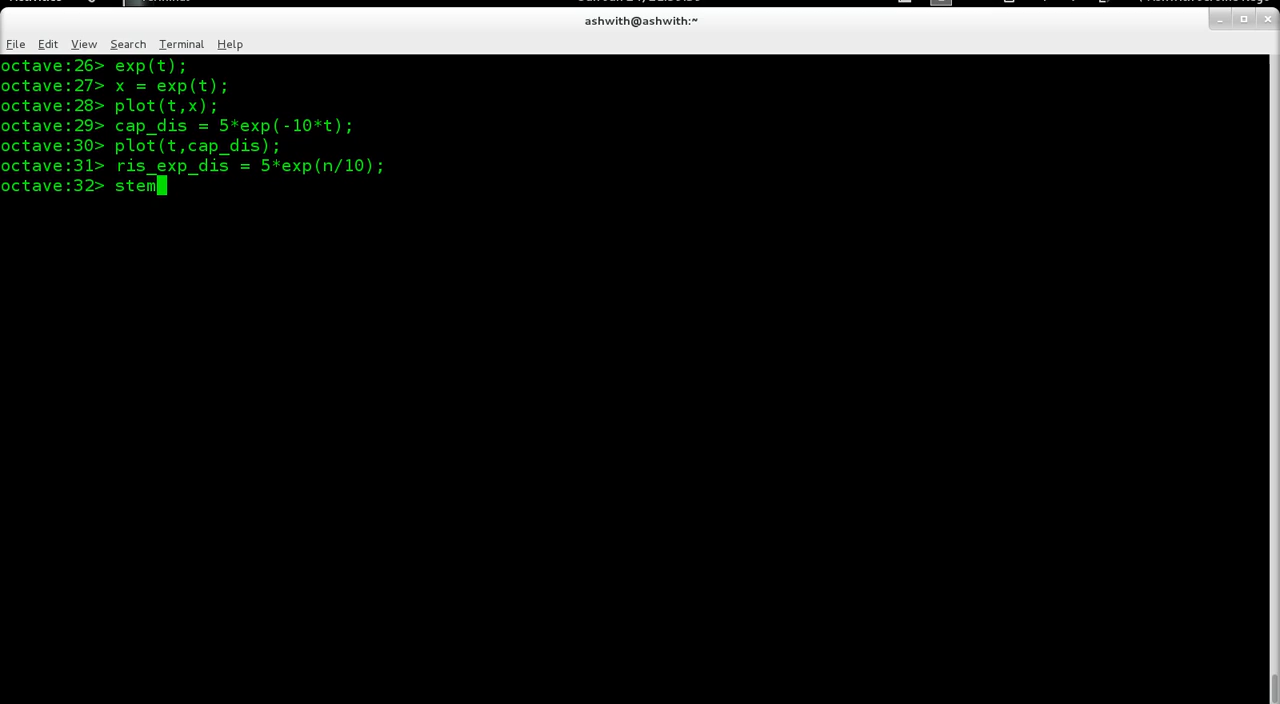 ashwith@ashwith:~
File Edit View Search Terminal Help
octave:26> exp(t);
octave:27> x = exp(t);
octave:28> plot(t,x);
octave:29> cap_dis = 5*exp(-10*t);
octave:30> plot(t,cap_dis);
octave:31> ris_exp_dis = 5*exp(n/10);
octave:32> stem